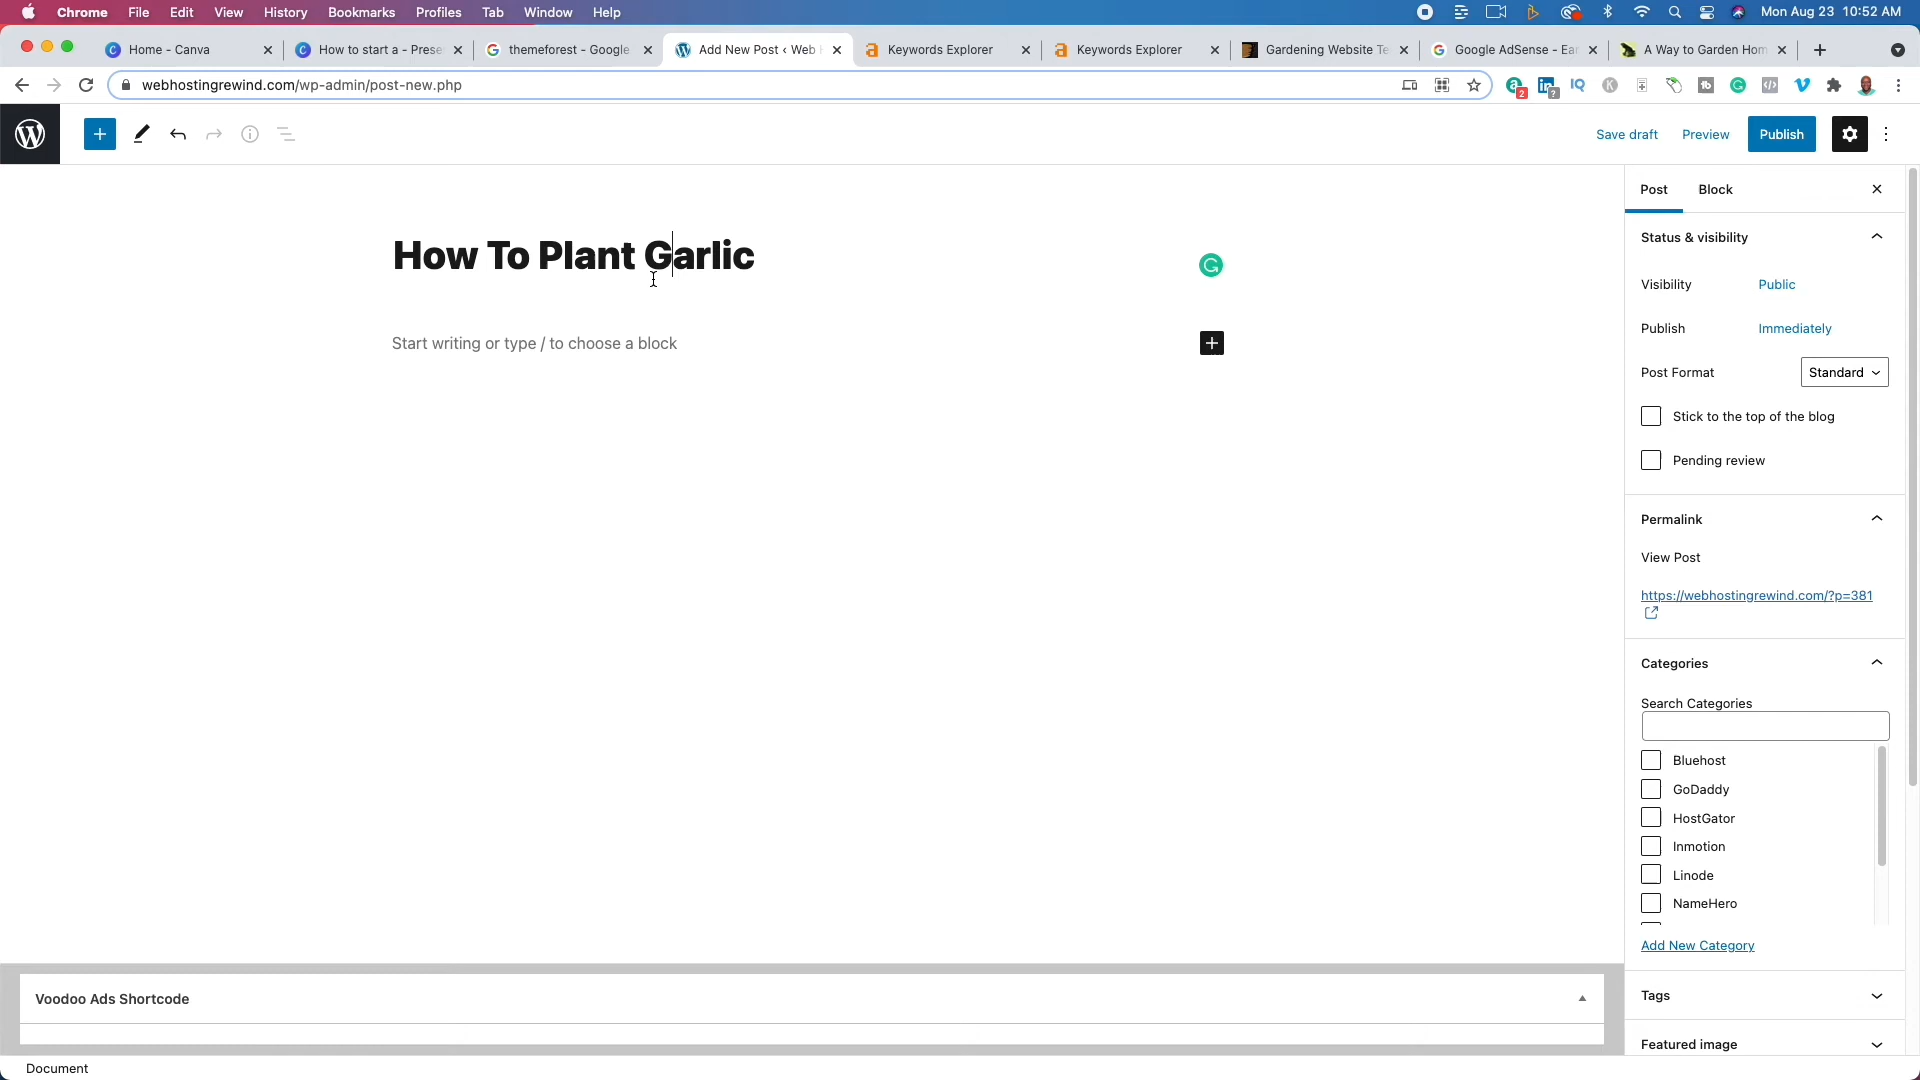 Chrome File Edit View History Bookmarks Profiles Tab Window Help Mon Aug 23 10:52 AM
Home - Canva How to start a - Prese themeforest - Google Add New Post ‹ Web Keywords Explorer Keywords Explorer Gardening Website Te Google AdSense - Ear A Way to Garden Hom
webhostingrewind.com/wp-admin/post-new.php
Save draft Preview Publish
Post Block
How To Plant Garlic
Start writing or type / to choose a block
Status & visibility
Visibility Public
Publish Immediately
Post Format Standard
Stick to the top of the blog
Pending review
Permalink
View Post
https://webhostingrewind.com/?p=381
Categories
Search Categories
Bluehost
GoDaddy
HostGator
Inmotion
Linode
NameHero
Add New Category
Tags
Featured image
Voodoo Ads Shortcode
Document